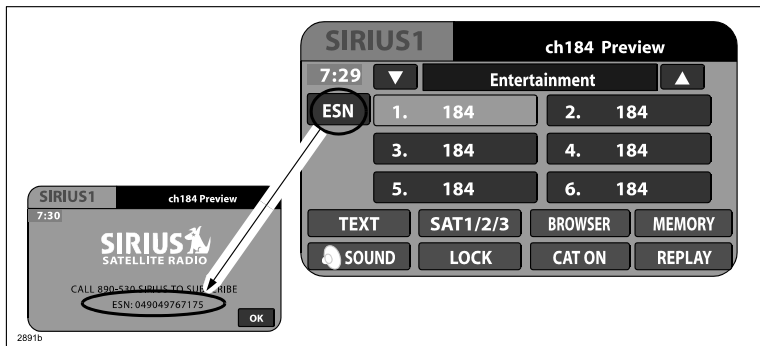 SIRIUS1 ch184 Preview
7:29 Entertainment
ESN 1. 184 2. 184
3. 184 4. 184
5. 184 6. 184
TEXT SAT1/2/3 BROWSER MEMORY
SOUND LOCK CAT ON REPLAY
SIRIUS1 ch184 Preview
7:30
SIRIUS
SATELLITE RADIO
CALL 890-530 SIRIUS TO SUBSCRIBE
ESN: 049049767175
OK
2891b